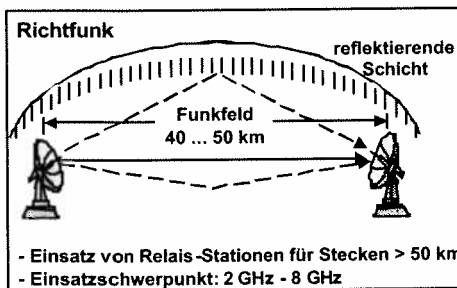 Richtfunk
reflektierende
Schicht
Funkfeld
40 ... 50 km
- Einsatz von Relais-Stationen für Stecken > 50 km
- Einsatzschwerpunkt: 2 GHz - 8 GHz